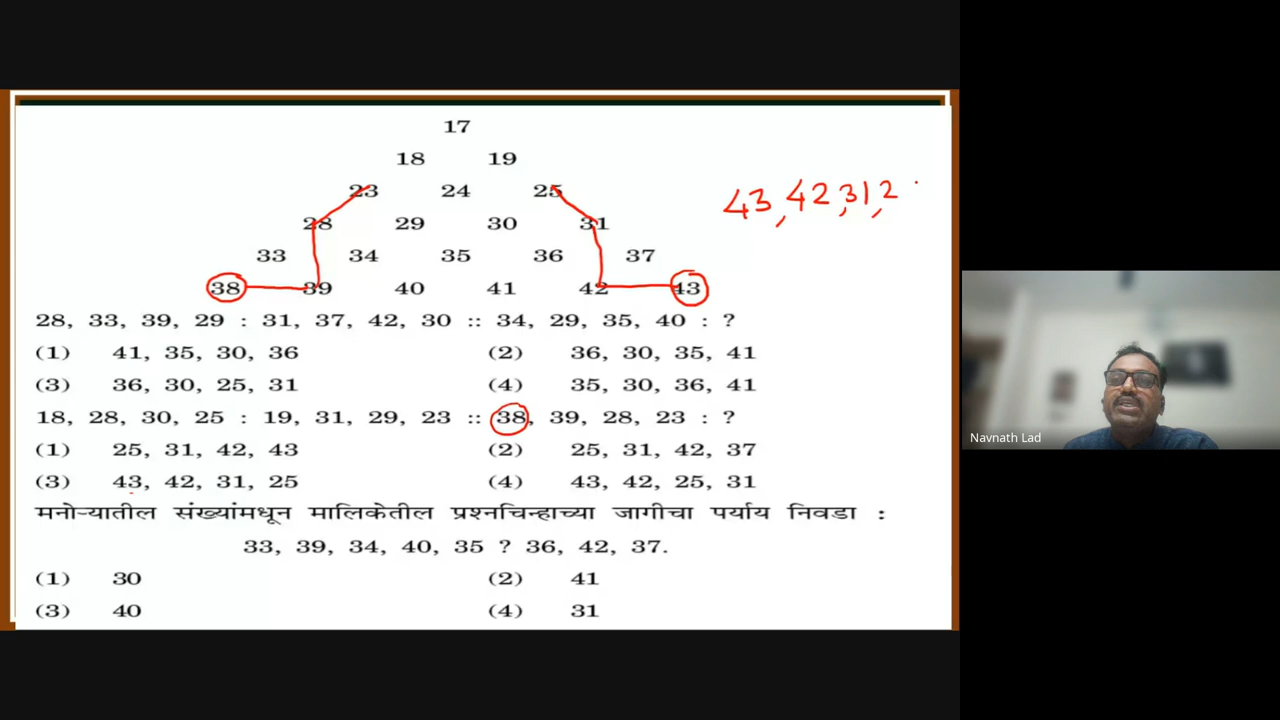 17
18 19
23 24 25
43, 42, 31, 2
28 29 30 31
33 34 35 36 37
38 39 40 41 42 43
28, 33, 39, 29 : 31, 37, 42, 30 :: 34, 29, 35, 40 : ?
(1) 41, 35, 30, 36 (2) 36, 30, 35, 41
(3) 36, 30, 25, 31 (4) 35, 30, 36, 41
18, 28, 30, 25 : 19, 31, 29, 23 :: 38, 39, 28, 23 : ?
(1) 25, 31, 42, 43 (2) 25, 31, 42, 37
(3) 43, 42, 31, 25 (4) 43, 42, 25, 31
मनोऱ्यातील संख्यांमधून मालिकेतील प्रश्नचिन्हाच्या जागीचा पर्याय निवडा :
33, 39, 34, 40, 35 ? 36, 42, 37.
(1) 30 (2) 41
(3) 40 (4) 31
Navnath Lad